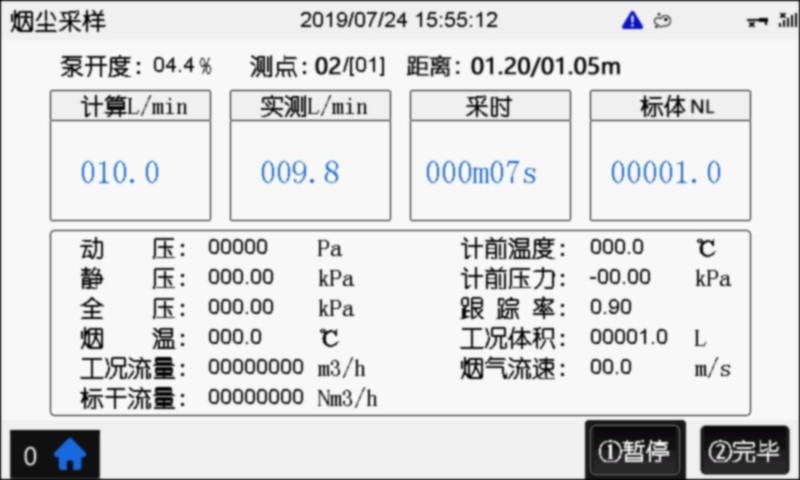 烟尘采样 2019/07/24 15:55:12
泵开度: 04.4% 测点: 02/[01] 距离: 01.20/01.05m
计算L/min 实测L/min 采时 标体 NL
010.0 009.8 000m07s 00001.0
动 压: 00000 Pa 计前温度: 000.0 ℃
静 压: 000.00 kPa 计前压力: -00.00 kPa
全 压: 000.00 kPa 跟 踪 率: 0.90
烟 温: 000.0 ℃ 工况体积: 00001.0 L
工况流量: 00000000 m3/h 烟气流速: 00.0 m/s
标干流量: 00000000 Nm3/h
0 ①暂停 ②完毕